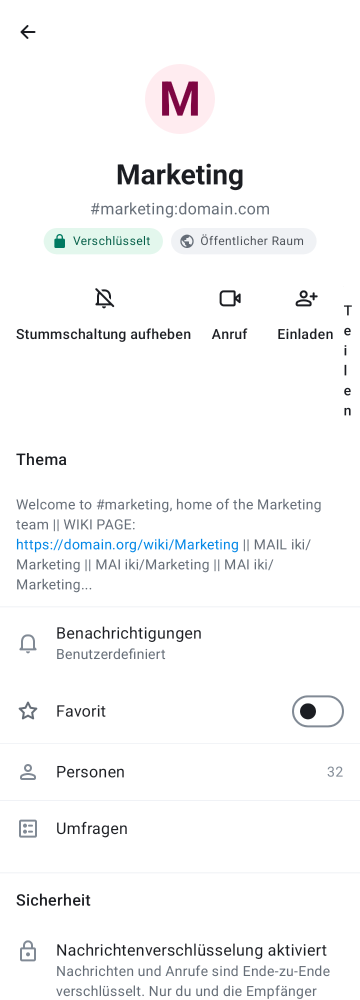 M
Marketing
#marketing:domain.com
Verschlüsselt
Öffentlicher Raum
Stummschaltung aufheben
Anruf
Einladen
Teilen
Thema
Welcome to #marketing, home of the Marketing
team || WIKI PAGE:
https://domain.org/wiki/Marketing || MAIL iki/
Marketing || MAI iki/Marketing || MAI iki/
Marketing...
Benachrichtigungen
Benutzerdefiniert
Favorit
Personen
32
Umfragen
Sicherheit
Nachrichtenverschlüsselung aktiviert
Nachrichten und Anrufe sind Ende-zu-Ende
verschlüsselt. Nur du und die Empfänger